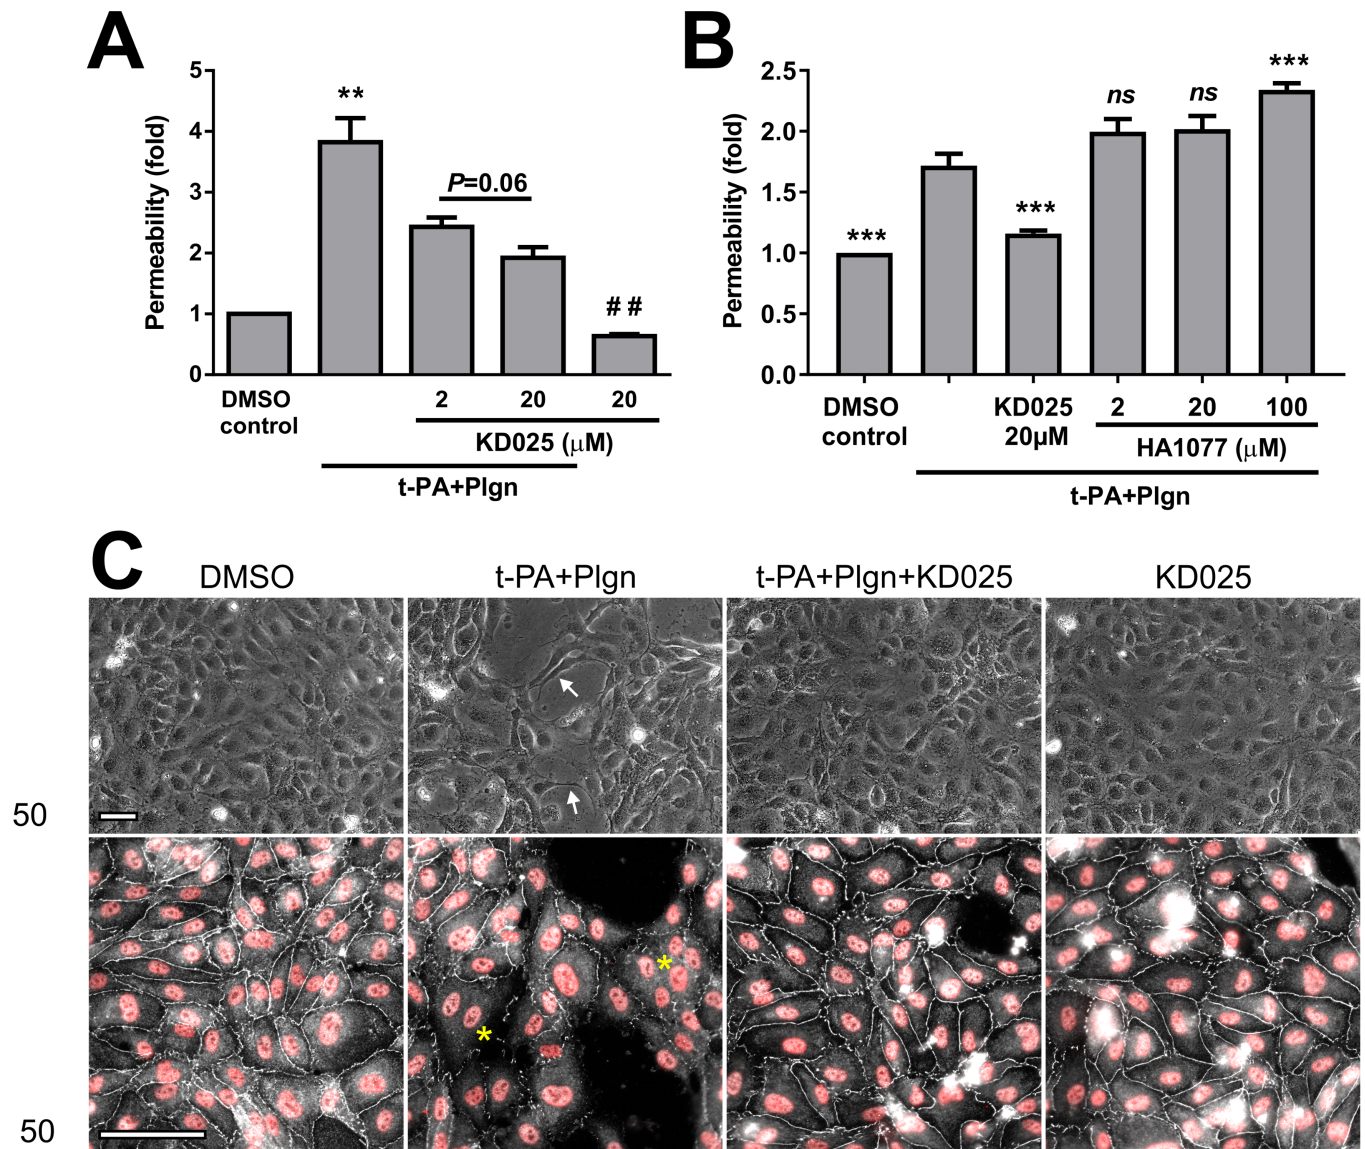 A
B
Permeability (fold)
5
4
3
2
1
0
**
P=0.06
# #
DMSO
control
2
20
20
KD025 (μM)
t-PA+Plgn
Permeability (fold)
2.5
2.0
1.5
1.0
0.5
0.0
***
***
ns
ns
***
DMSO
control
KD025
20μM
2
20
100
HA1077 (μM)
t-PA+Plgn
C
DMSO
t-PA+Plgn
t-PA+Plgn+KD025
KD025
50
*
*
50